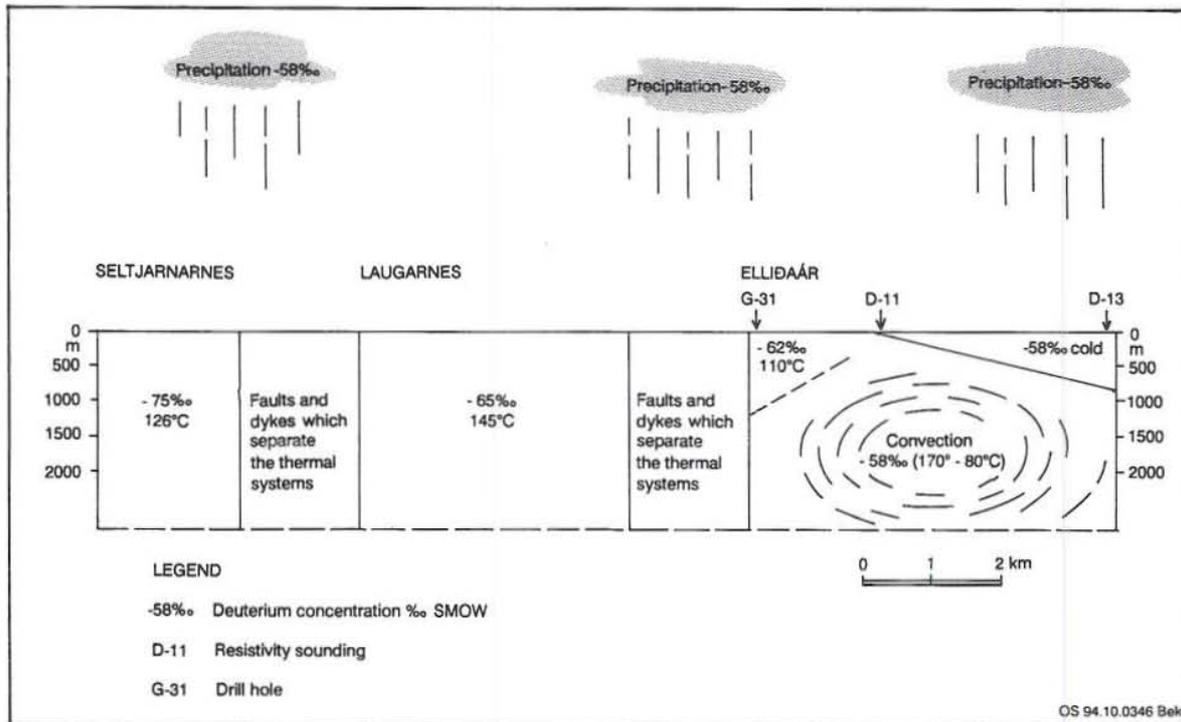 Precipitation -58‰
Precipitation- 58‰
Precipitation- 58‰
SELTJARNARNES
LAUGARNES
ELLIÐAÁR
G-31
D-11
D-13
0
m
500
1000
1500
2000
- 75‰
126°C
Faults and
dykes which
separate
the thermal
systems
- 65‰
145°C
Faults and
dykes which
separate
the thermal
systems
- 62‰
110°C
-58‰ cold
Convection
- 58‰ (170° - 80°C)
0
m
500
1000
1500
2000
0 1 2 km
LEGEND
-58‰ Deuterium concentration ‰ SMOW
D-11 Resistivity sounding
G-31 Drill hole
OS 94.10.0346 Bek